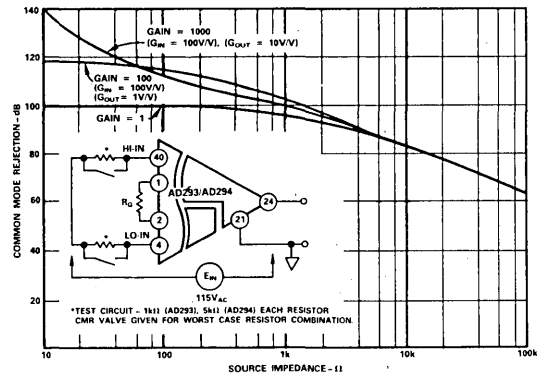 140
120
100
80
60
40
20
COMMON MODE REJECTION – dB
GAIN = 1000
(GIN = 100V/V), (GOUT = 10V/V)
GAIN = 100
(GIN = 100V/V)
(GOUT = 1V/V)
GAIN = 1
* HI-IN
40
1
RG
2
* LO-IN
4
AD293/AD294
21
24
EIN
115VAC
*TEST CIRCUIT – 1kΩ (AD293), 5kΩ (AD294) EACH RESISTOR
CMR VALVE GIVEN FOR WORST CASE RESISTOR COMBINATION.
10
100
1k
10k
100k
SOURCE IMPEDANCE – Ω